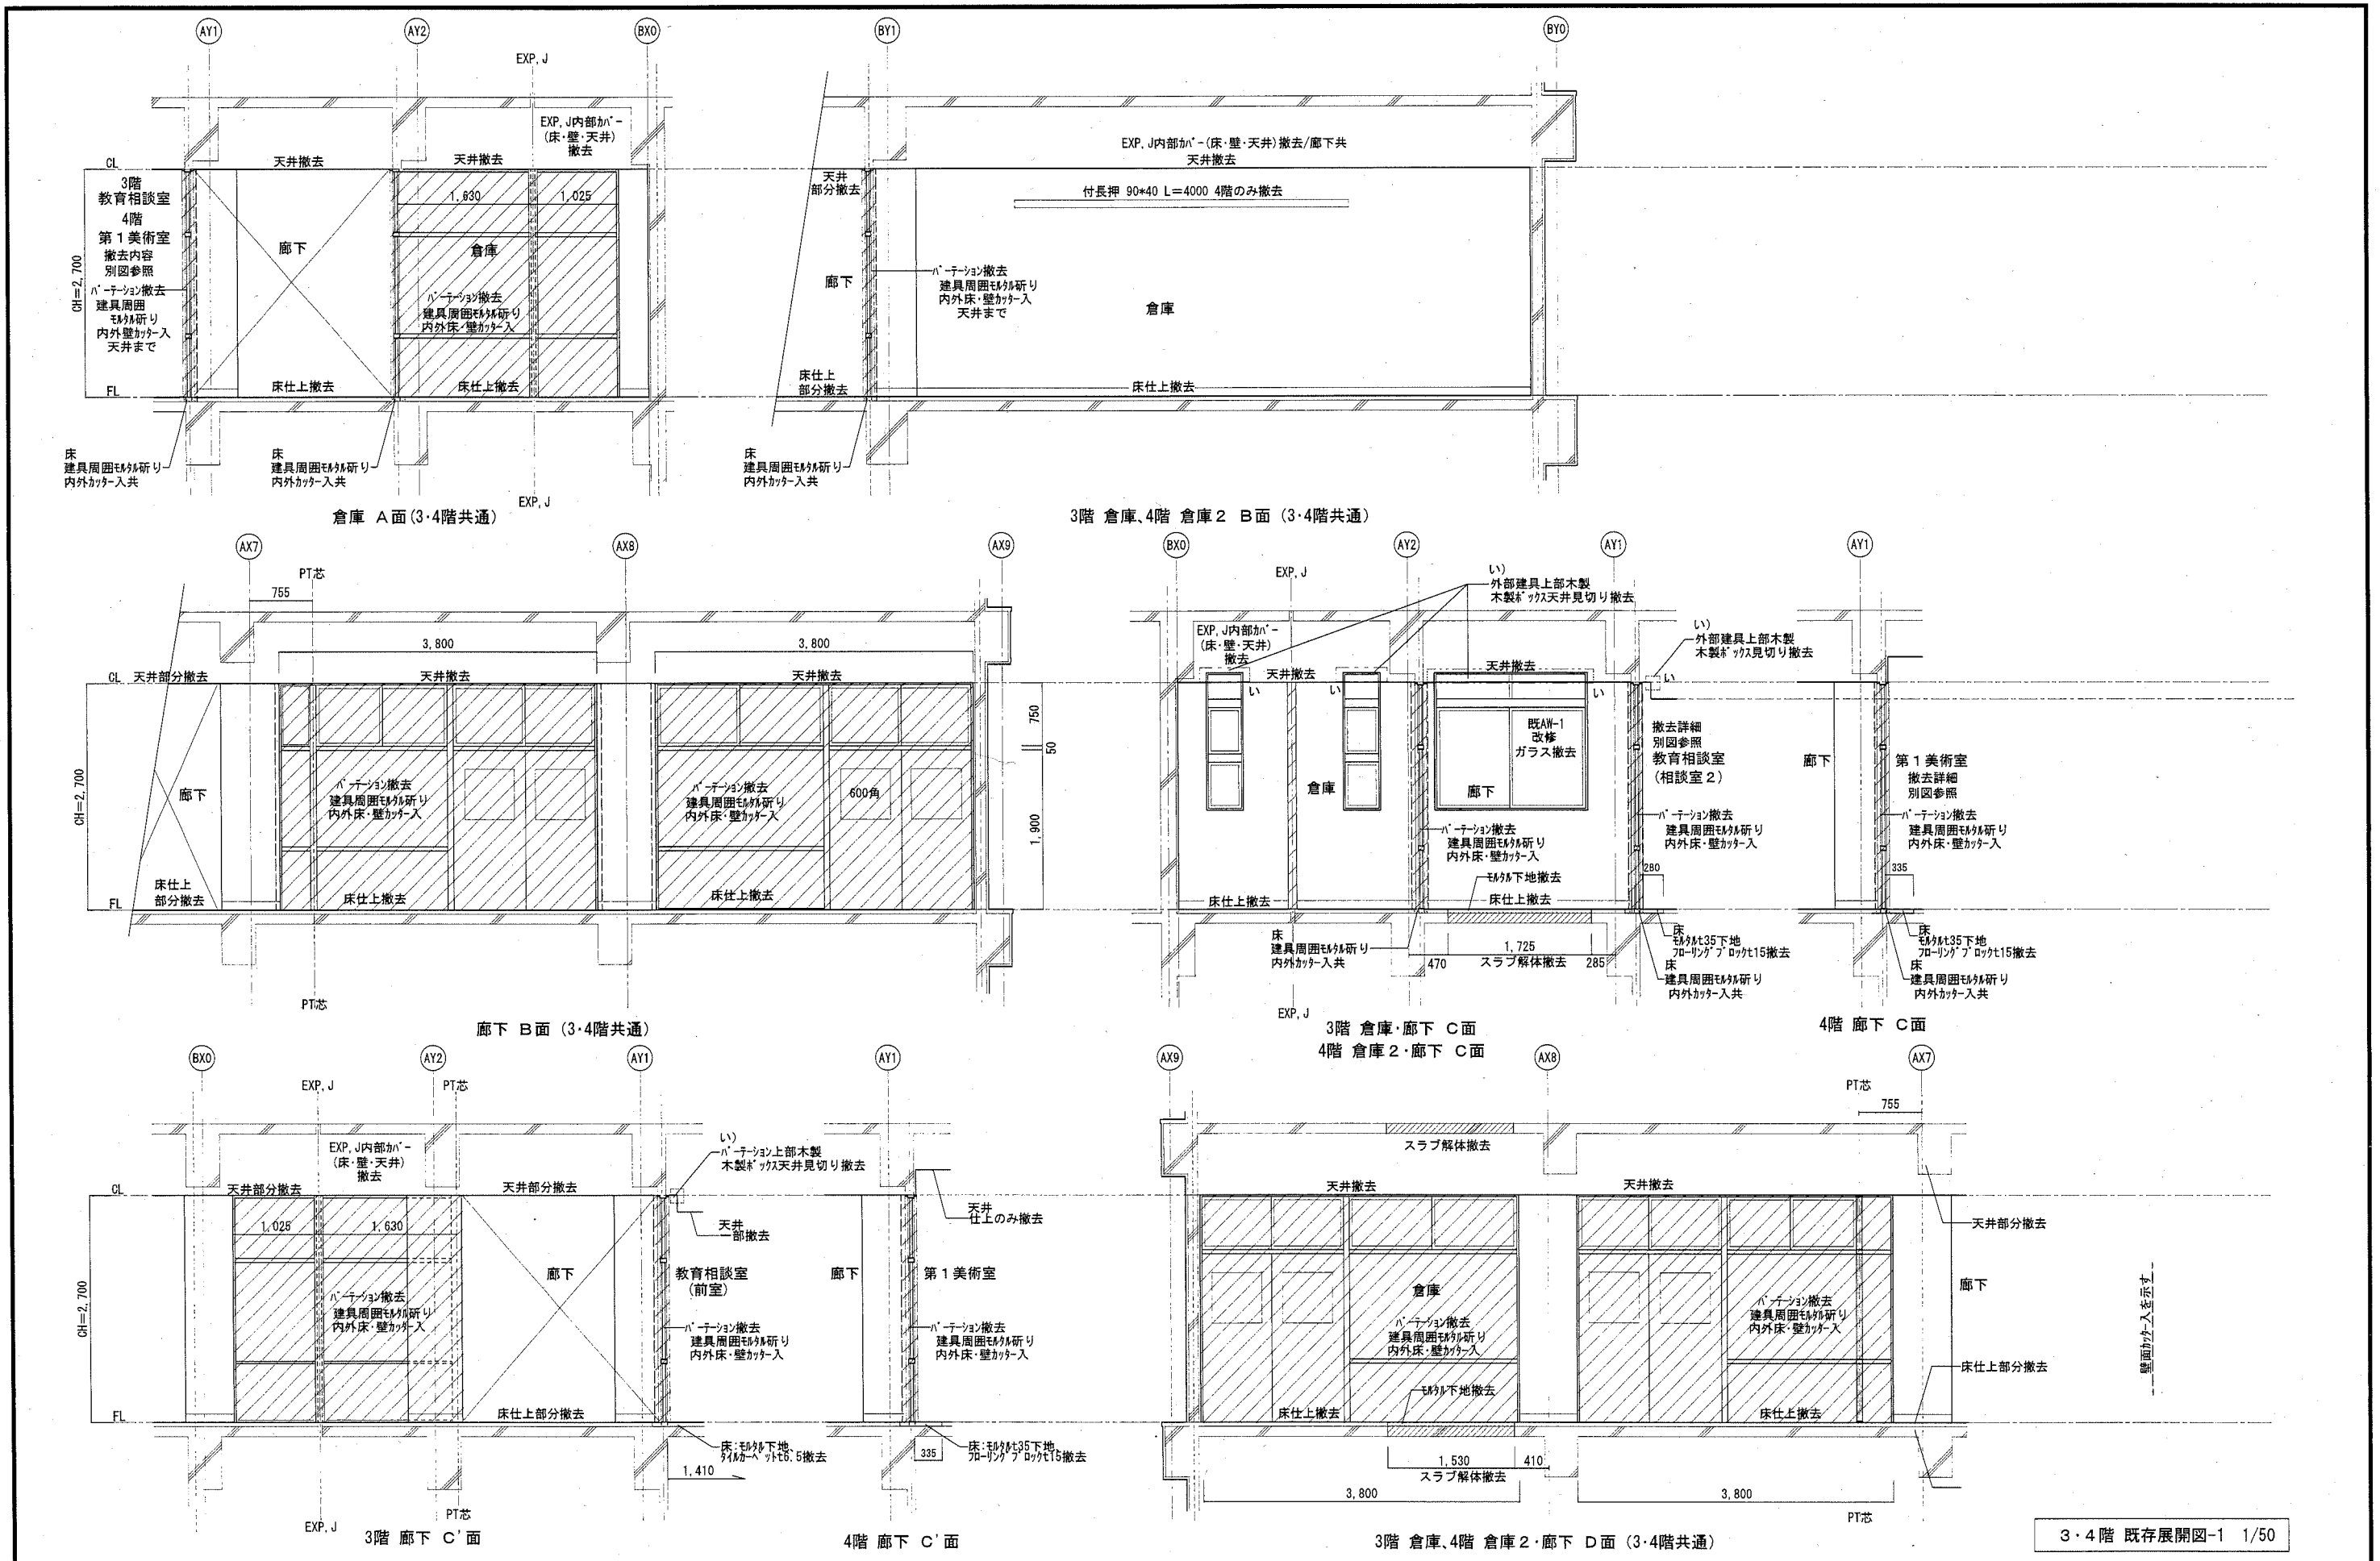 AY1
AY2
BX0
EXP, J
EXP, J内部カバー
(床・壁・天井)
撤去
CL
天井撤去
天井撤去
3階
教育相談室
4階
第1美術室
撤去内容
別図参照
パーテーション撤去
建具周囲
モルタル斫り
内外壁カッター入
天井まで
CH=2,700
廊下
1,630
1,025
倉庫
パーテーション撤去
建具周囲モルタル斫り
内外床・壁カッター入
床仕上撤去
床仕上撤去
FL
床
建具周囲モルタル斫り
内外カッター入共
床
建具周囲モルタル斫り
内外カッター入共
EXP, J
倉庫 A面(3・4階共通)
BY1
BY0
EXP, J内部カバー(床・壁・天井)撤去/廊下共
天井撤去
天井
部分撤去
付長押 90*40 L=4000 4階のみ撤去
廊下
パーテーション撤去
建具周囲モルタル斫り
内外床・壁カッター入
天井まで
倉庫
床仕上
部分撤去
床仕上撤去
床
建具周囲モルタル斫り
内外カッター入共
3階 倉庫、4階 倉庫2 B面 (3・4階共通)
AX7
AX8
AX9
PT芯
755
3,800
3,800
CL 天井部分撤去
天井撤去
天井撤去
CH=2,700
廊下
パーテーション撤去
建具周囲モルタル斫り
内外床・壁カッター入
パーテーション撤去
建具周囲モルタル斫り
内外床・壁カッター入
600角
750
50
1,900
床仕上
部分撤去
床仕上撤去
床仕上撤去
FL
PT芯
廊下 B面 (3・4階共通)
BX0
AY2
AY1
AY1
EXP, J
い)
外部建具上部木製
木製ボックス天井見切り撤去
EXP, J内部カバー
(床・壁・天井)
撤去
天井撤去
天井撤去
い)
外部建具上部木製
木製ボックス見切り撤去
い
い
い
い
既AW-1
改修
ガラス撤去
倉庫
廊下
撤去詳細
別図参照
教育相談室
(相談室2)
パーテーション撤去
建具周囲モルタル斫り
内外床・壁カッター入
パーテーション撤去
建具周囲モルタル斫り
内外床・壁カッター入
280
モルタル下地撤去
床仕上撤去
床仕上撤去
床
建具周囲モルタル斫り
内外カッター入共
1,725
470
スラブ解体撤去
285
床
モルタルt35下地
フローリングブロックt15撤去
床
建具周囲モルタル斫り
内外カッター入共
EXP, J
3階 倉庫・廊下 C面
4階 倉庫2・廊下 C面
廊下
第1美術室
撤去詳細
別図参照
パーテーション撤去
建具周囲モルタル斫り
内外床・壁カッター入
335
床
モルタルt35下地
フローリングブロックt15撤去
床
建具周囲モルタル斫り
内外カッター入共
4階 廊下 C面
BX0
AY2
AY1
AY1
EXP, J
PT芯
EXP, J内部カバー
(床・壁・天井)
撤去
い)
パーテーション上部木製
木製ボックス天井見切り撤去
CL
天井部分撤去
天井部分撤去
1,025
1,630
天井
一部撤去
CH=2,700
廊下
教育相談室
(前室)
パーテーション撤去
建具周囲モルタル斫り
内外床・壁カッター入
パーテーション撤去
建具周囲モルタル斫り
内外床・壁カッター入
床仕上部分撤去
FL
床:モルタル下地、
タイルカーペットt6.5撤去
1,410
EXP, J
PT芯
3階 廊下 C'面
天井
仕上のみ撤去
廊下
第1美術室
パーテーション撤去
建具周囲モルタル斫り
内外床・壁カッター入
床:モルタルt35下地
フローリングブロックt15撤去
335
4階 廊下 C'面
AX9
AX8
AX7
PT芯
755
スラブ解体撤去
天井撤去
天井撤去
天井部分撤去
倉庫
パーテーション撤去
建具周囲モルタル斫り
内外床・壁カッター入
パーテーション撤去
建具周囲モルタル斫り
内外床・壁カッター入
廊下
モルタル下地撤去
床仕上撤去
床仕上撤去
床仕上部分撤去
1,530
410
スラブ解体撤去
3,800
3,800
PT芯
壁面カッター入を示す
3階 倉庫、4階 倉庫2・廊下 D面 (3・4階共通)
3・4階 既存展開図-1 1/50